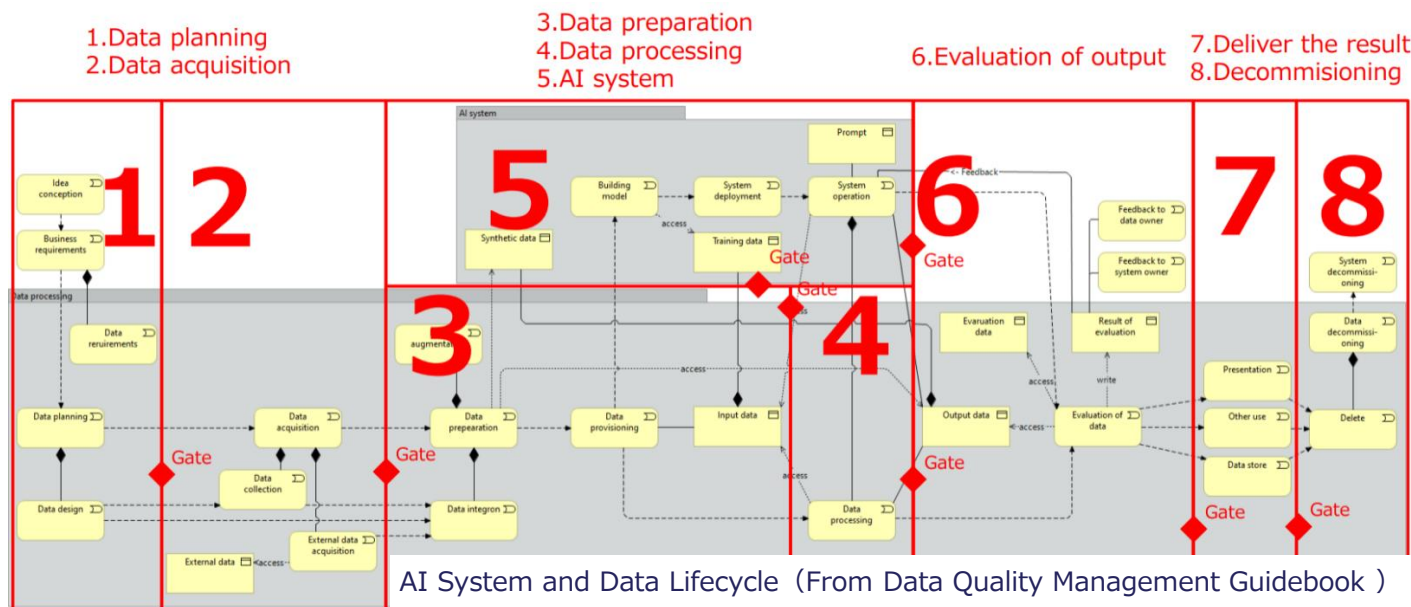 1.Data planning
2.Data acquisition
3.Data preparation
4.Data processing
5.AI system
6.Evaluation of output
7.Deliver the result
8.Decommisioning
AI system
Prompt
1
2
5
6
7
8
Idea
conception
Building
model
System
deployment
System
operation
<- Feedback
Feedback to
data owner
access
Business
requirements
Synthetic data
Training data
Gate
Gate
Feedback to
system owner
System
decommissi-
oning
Data processing
Gate
3
4
access
Data
reruirements
augmenta
Evaruation
data
Result of
evaluation
Data
decommissi-
oning
access
access
write
Presentation
Data planning
Data
acquisition
Data
prepearation
Data
provisioning
Input data
Output data
access
Evaluation of
data
Other use
Delete
Gate
Gate
Gate
Data
collection
access
Data store
Data design
Data integron
Data
processing
Gate
Gate
External data
access
External data
acquisition
AI System and Data Lifecycle（From Data Quality Management Guidebook ）